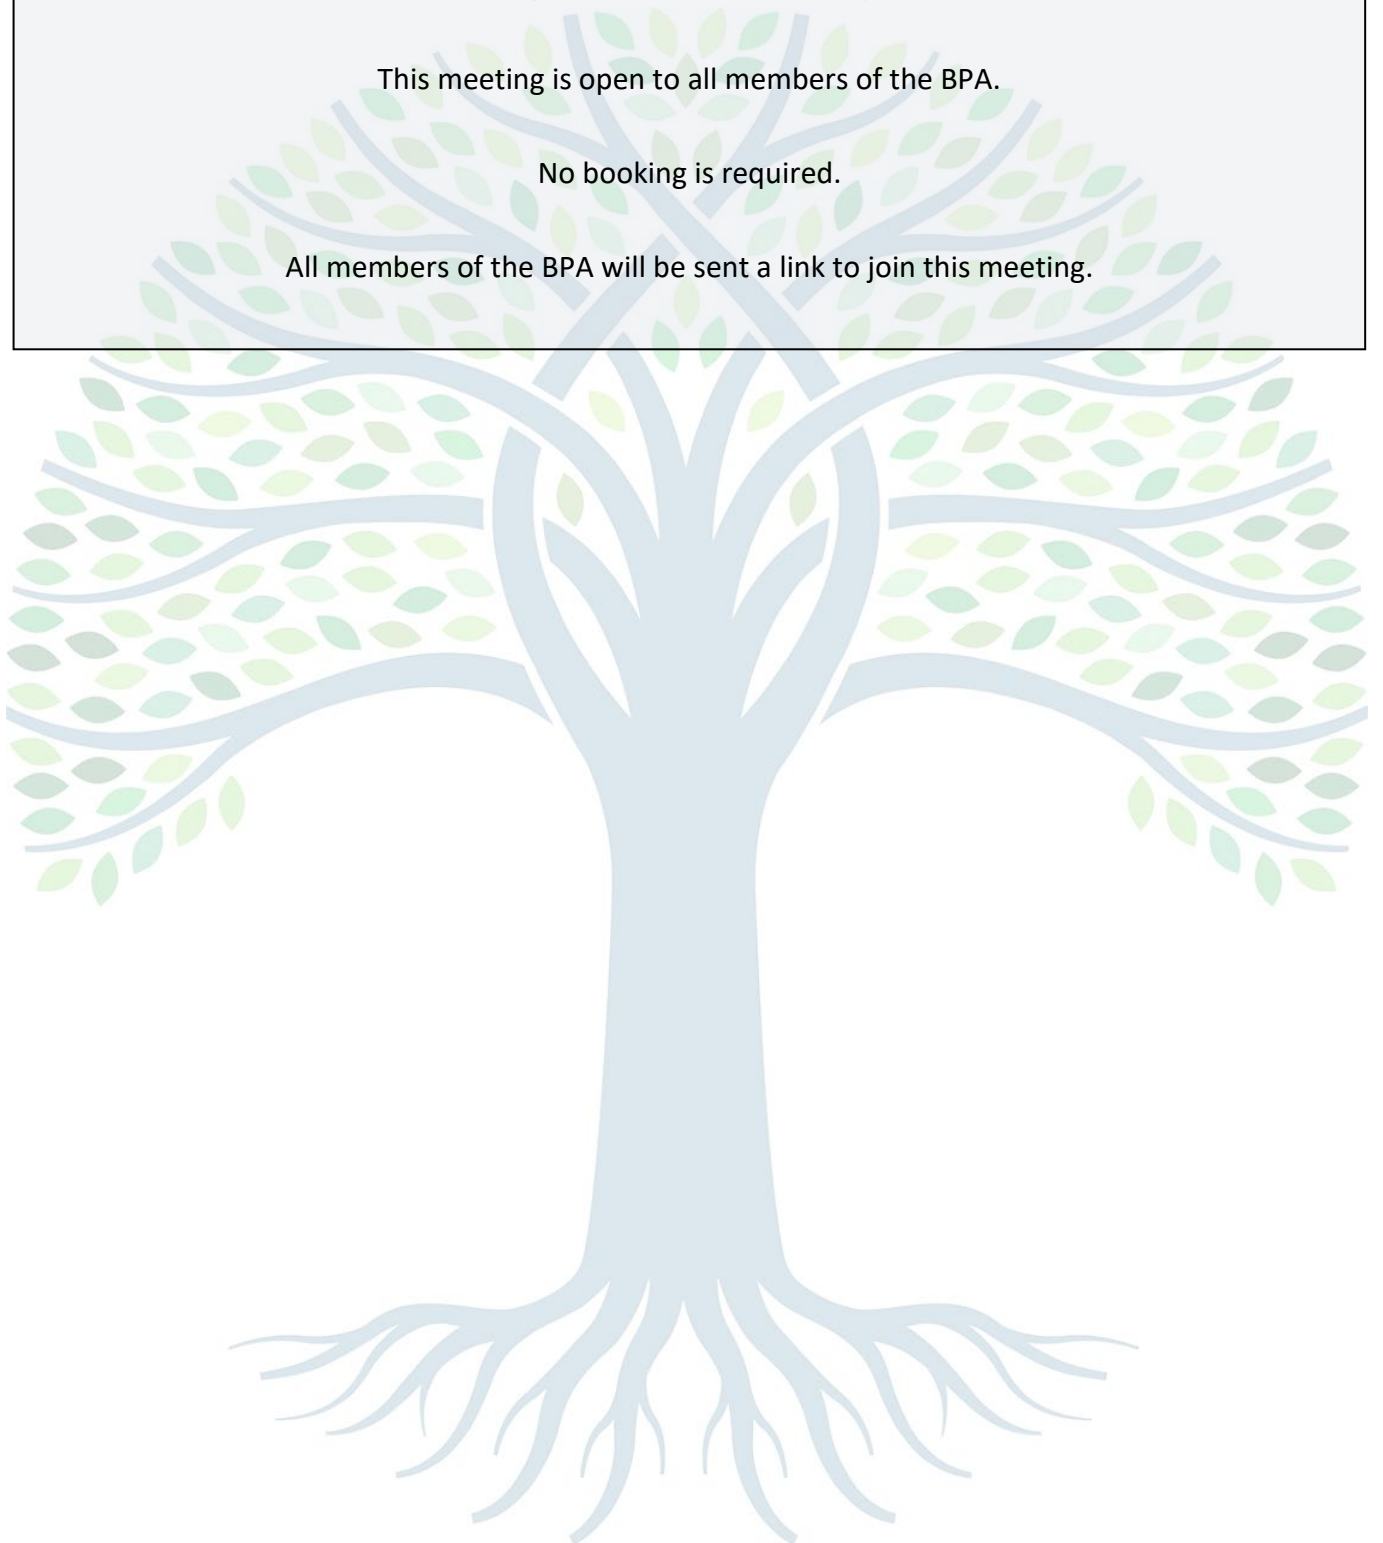 This meeting is open to all members of the BPA.
No booking is required.
All members of the BPA will be sent a link to join this meeting.